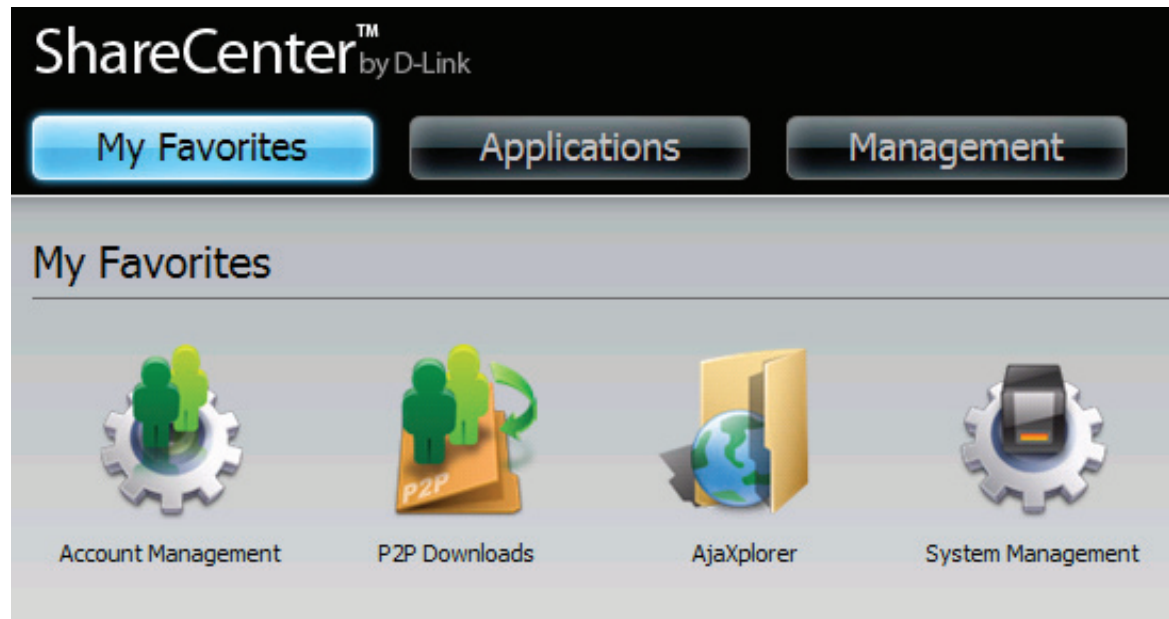 ShareCenter™ by D-Link
My Favorites Applications Management
My Favorites
P2P
Account Management P2P Downloads AjaXplorer System Management